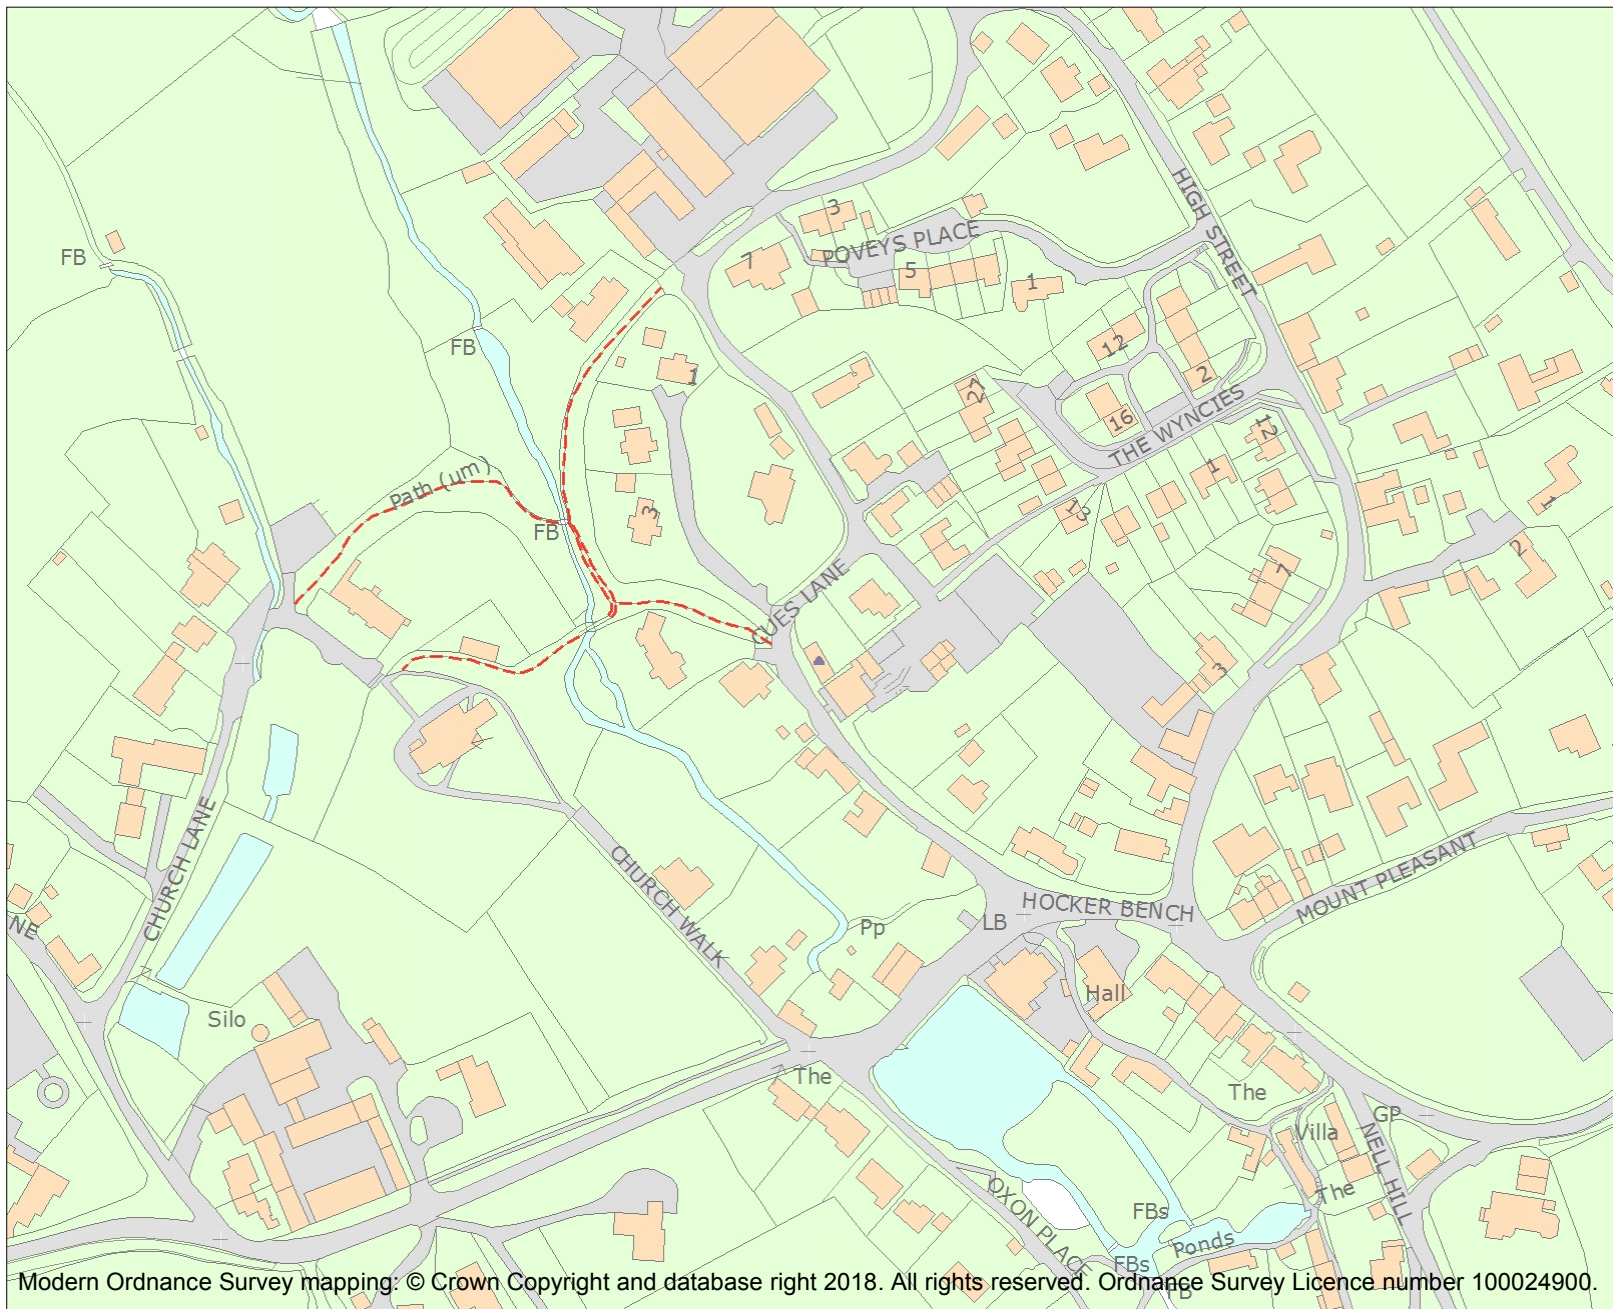 HIGH STREET
3
POVEYS PLACE
7
5
1
FB
FB
12
1
2
27
16
THE WYNCIES
12
Path (um)
1
1
3
13
FB
2
7
CUES LANE
3
CHURCH LANE
CHURCH WALK
MOUNT PLEASANT
HOCKER BENCH
LB
NE
Pp
Hall
Silo
The
The
GP
Villa
NELL HILL
The
OXON PLACE
FBs
Ponds
FBs
FB
Modern Ordnance Survey mapping: © Crown Copyright and database right 2018. All rights reserved. Ordnance Survey Licence number 100024900.